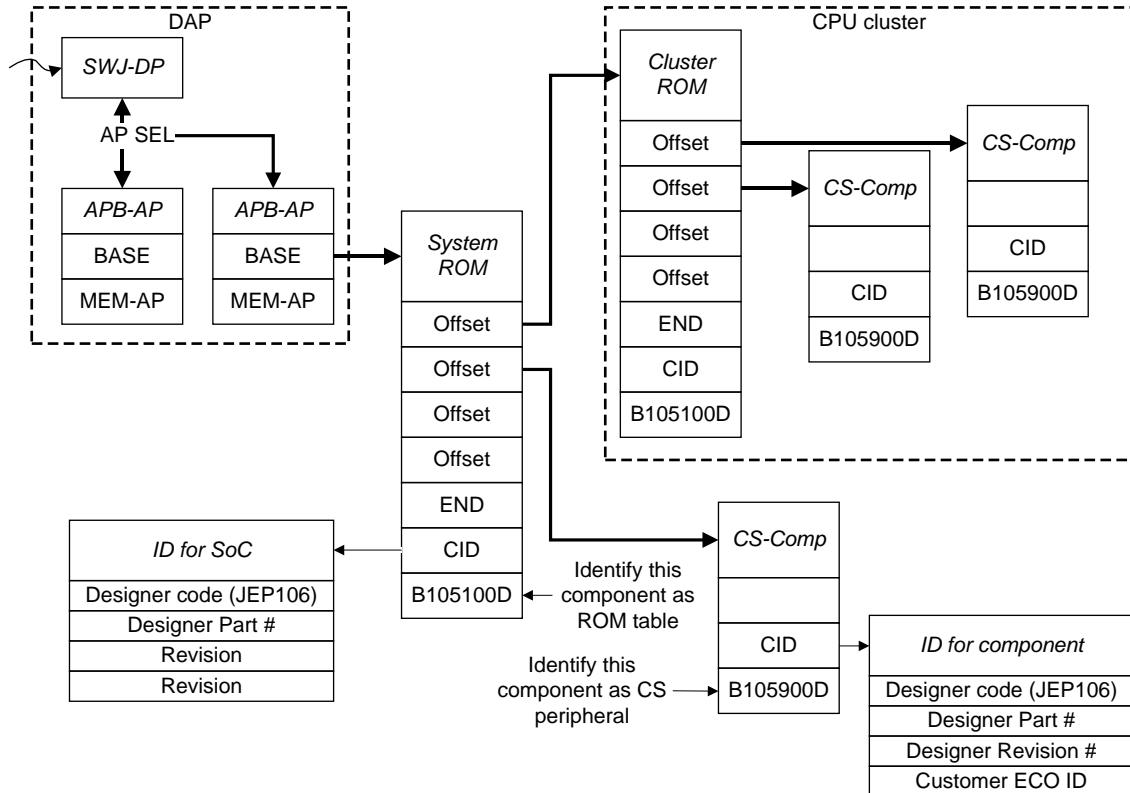 DAP
SWJ-DP
AP SEL
APB-AP
BASE
MEM-AP
APB-AP
BASE
MEM-AP
System
ROM
Offset
Offset
Offset
Offset
END
CID
B105100D
CPU cluster
Cluster
ROM
Offset
Offset
Offset
Offset
END
CID
B105100D
CS-Comp
CID
B105900D
CS-Comp
CID
B105900D
ID for SoC
Designer code (JEP106)
Designer Part #
Revision
Revision
Identify this
component as
ROM table
CS-Comp
CID
B105900D
Identify this
component as CS
peripheral
ID for component
Designer code (JEP106)
Designer Part #
Designer Revision #
Customer ECO ID